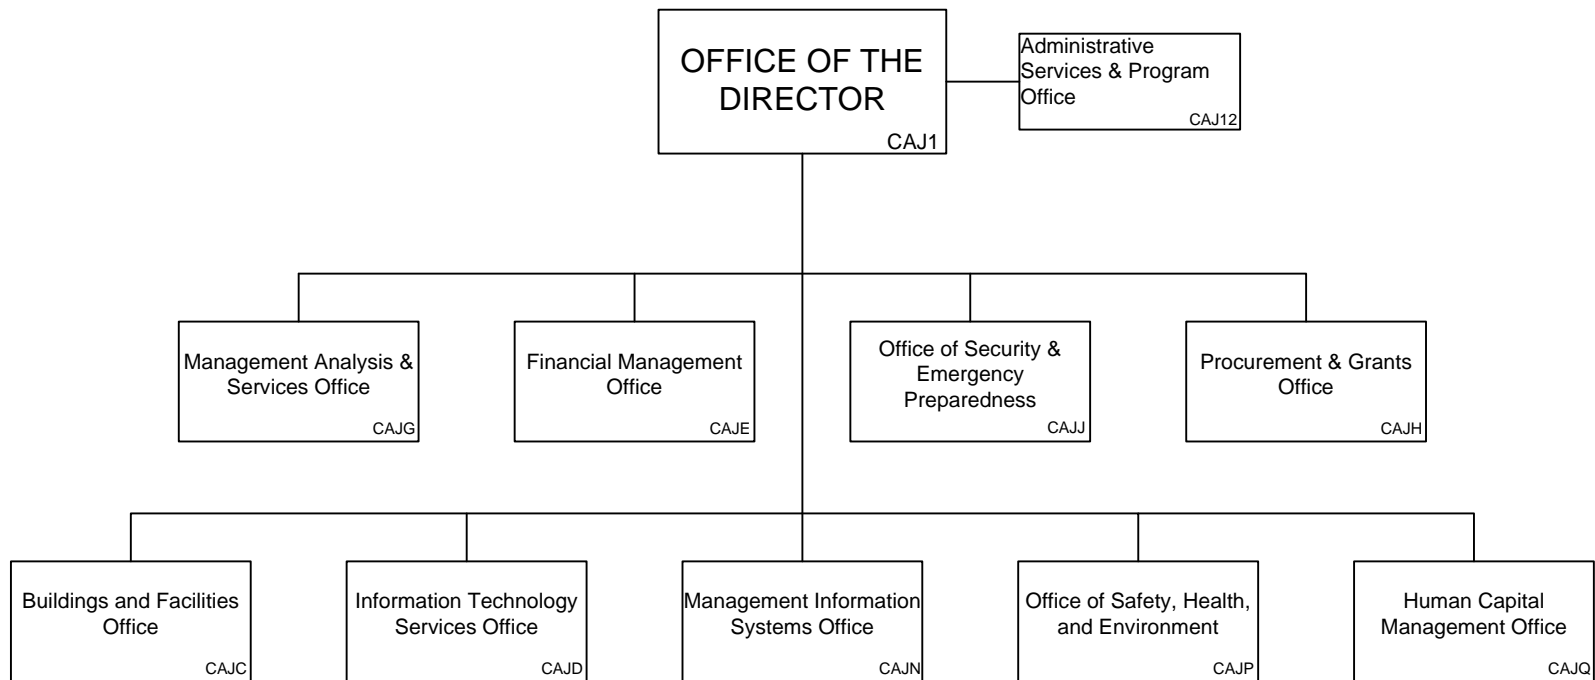 OFFICE OF THE
DIRECTOR
CAJ1
Administrative
Services & Program
Office
CAJ12
Management Analysis &
Services Office
CAJG
Financial Management
Office
CAJE
Office of Security &
Emergency
Preparedness
CAJJ
Procurement & Grants
Office
CAJH
Buildings and Facilities
Office
CAJC
Information Technology
Services Office
CAJD
Management Information
Systems Office
CAJN
Office of Safety, Health,
and Environment
CAJP
Human Capital
Management Office
CAJQ